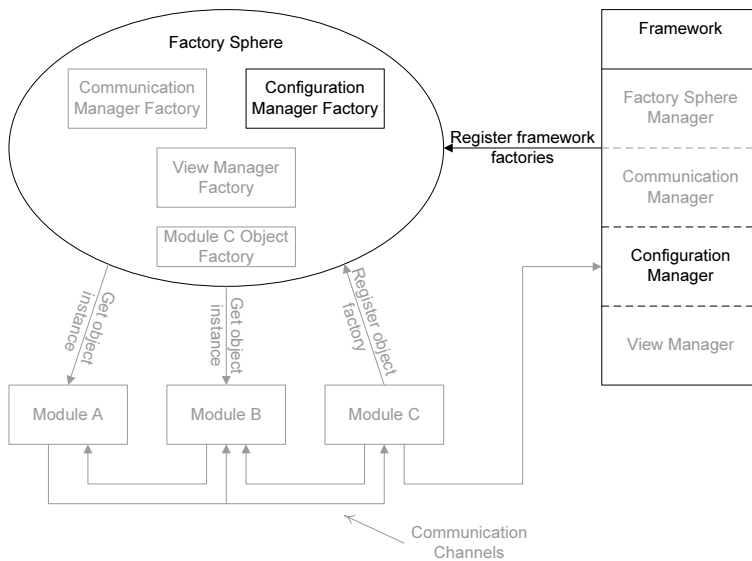 Factory Sphere
Communication
Manager Factory
Configuration
Manager Factory
View Manager
Factory
Module C Object
Factory
Register framework
factories
Framework
Factory Sphere
Manager
Communication
Manager
Configuration
Manager
View Manager
Get object
instance
Get object
instance
Register object
factory
Module A
Module B
Module C
Communication
Channels